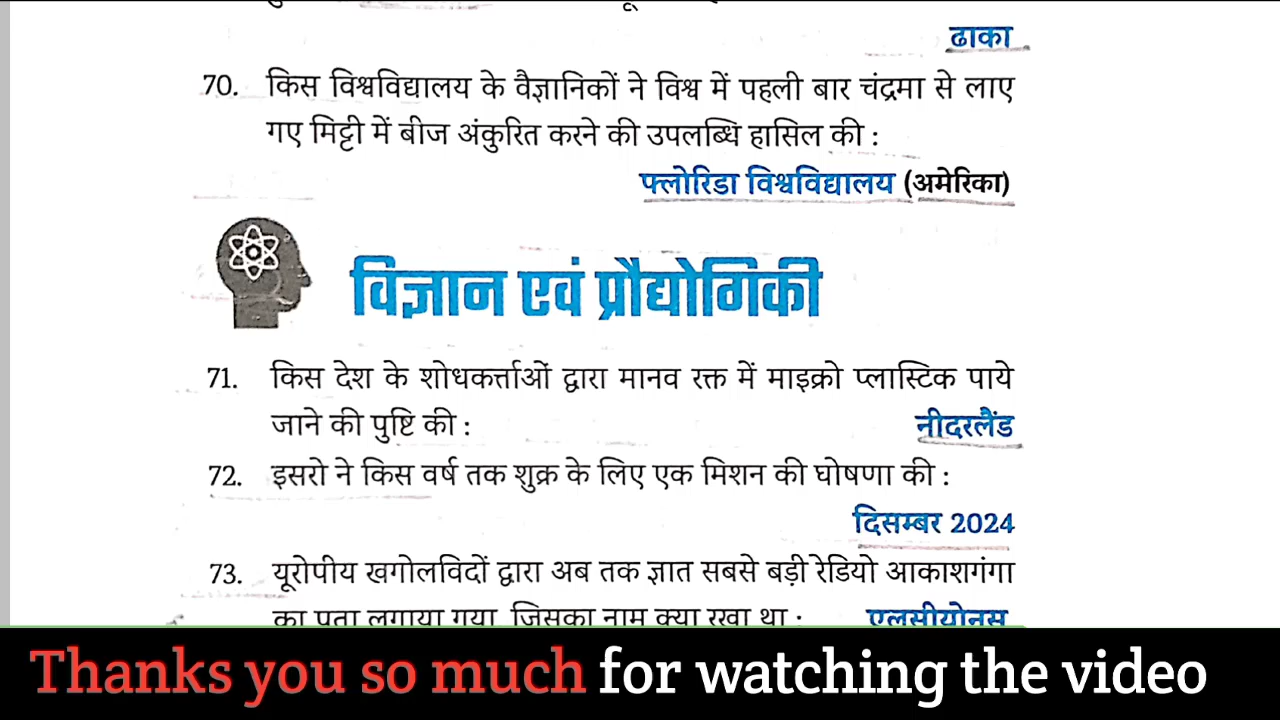 ढाका
70. किस विश्वविद्यालय के वैज्ञानिकों ने विश्व में पहली बार चंद्रमा से लाए
गए मिट्टी में बीज अंकुरित करने की उपलब्धि हासिल की :
फ्लोरिडा विश्वविद्यालय (अमेरिका)
विज्ञान एवं प्रौद्योगिकी
71. किस देश के शोधकर्त्ताओं द्वारा मानव रक्त में माइक्रो प्लास्टिक पाये
जाने की पुष्टि की : नीदरलैंड
72. इसरो ने किस वर्ष तक शुक्र के लिए एक मिशन की घोषणा की :
दिसम्बर 2024
73. यूरोपीय खगोलविदों द्वारा अब तक ज्ञात सबसे बड़ी रेडियो आकाशगंगा
का पता लगाया गया, जिसका नाम क्या रखा था : एलसीयोनस
Thanks you so much for watching the video